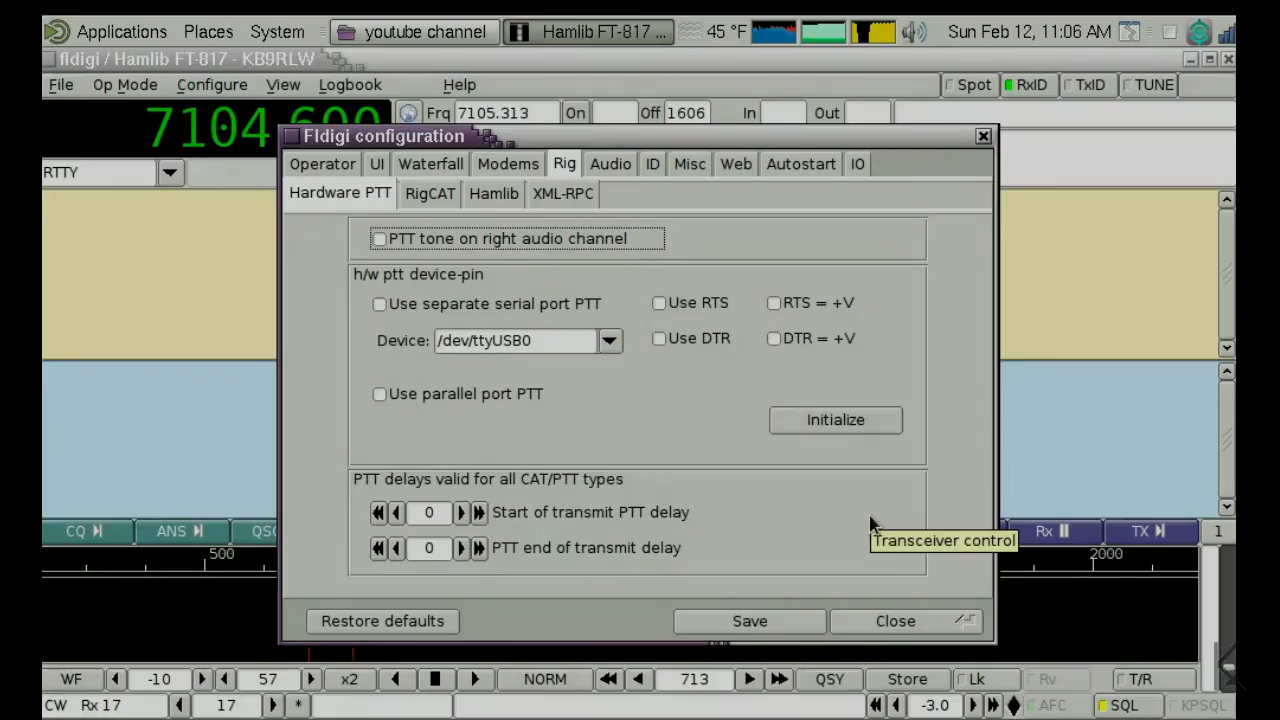 Applications Places System youtube channel Hamlib FT-817 ... 45 °F Sun Feb 12, 11:06 AM
fldigi / Hamlib FT-817 - KB9RLW
File Op Mode Configure View Logbook Help Spot RxID TxID TUNE
7104.600 Frq 7105.313 On Off 1606 In Out
Fldigi configuration
RTTY
Operator UI Waterfall Modems Rig Audio ID Misc Web Autostart IO
Hardware PTT RigCAT Hamlib XML-RPC
PTT tone on right audio channel
h/w ptt device-pin
Use separate serial port PTT Use RTS RTS = +V
Device: /dev/ttyUSB0 Use DTR DTR = +V
Use parallel port PTT
Initialize
PTT delays valid for all CAT/PTT types
0 Start of transmit PTT delay
CQ ANS Rx TX 1
Transceiver control
0 PTT end of transmit delay
500 2000
Restore defaults Save Close
WF -10 57 x2 NORM 713 QSY Store Lk Rv T/R
CW Rx 17 17 * -3.0 AFC SQL KPSQL